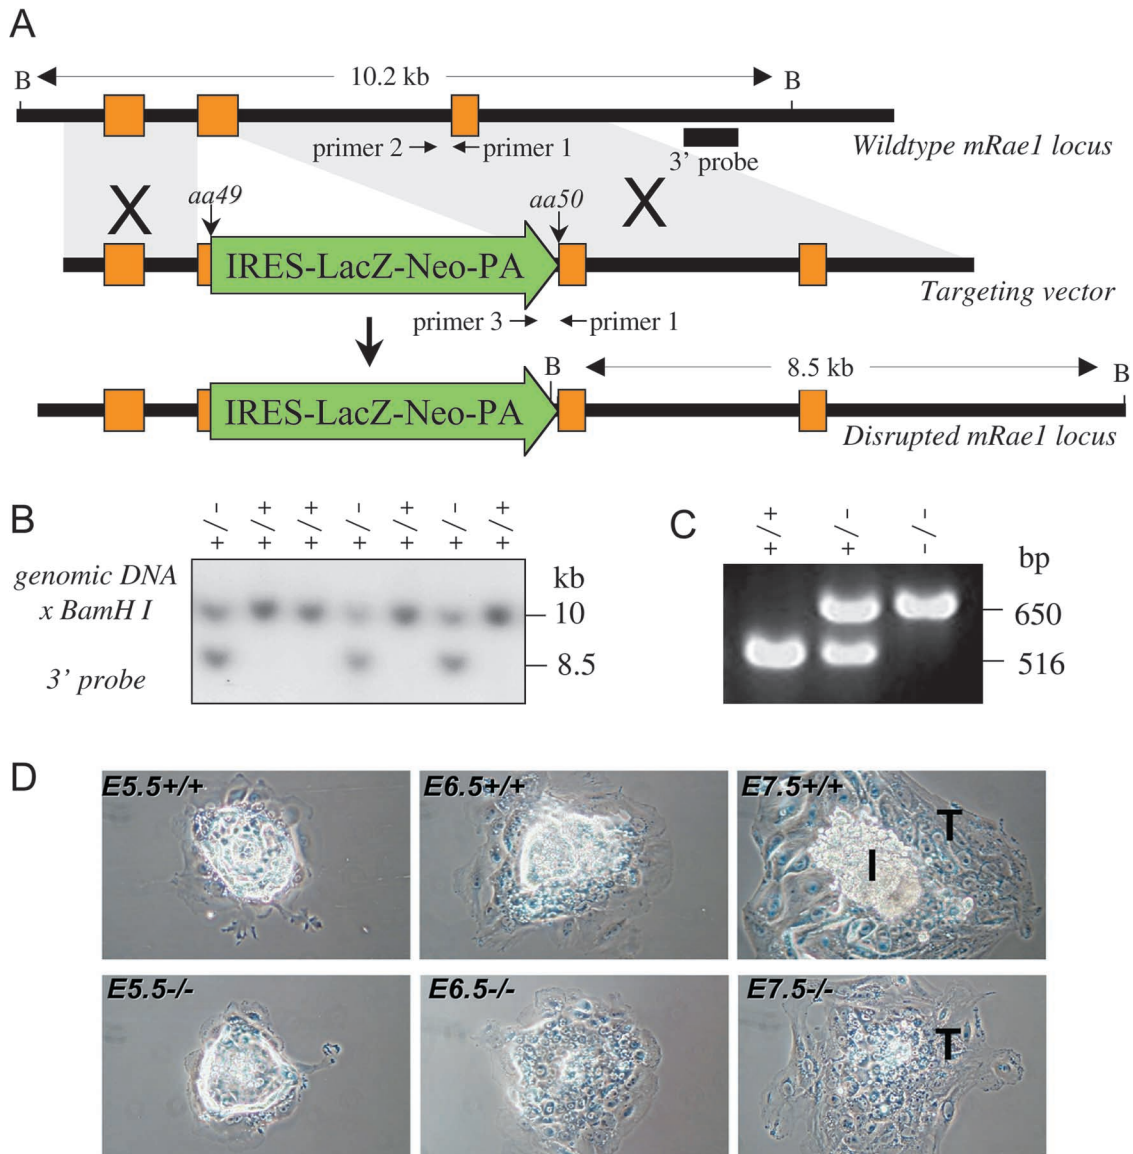 A
B
10.2 kb
B
primer 2
primer 1
3' probe
Wildtype mRae1 locus
X
aa49
aa50
X
IRES-LacZ-Neo-PA
Targeting vector
primer 3
primer 1
B
8.5 kb
B
IRES-LacZ-Neo-PA
Disrupted mRae1 locus
B
+/- +/+ +/+ +/- +/+ +/- +/+
genomic DNA
x BamH I
3' probe
kb
10
8.5
C
+/+ +/- -/-
bp
650
516
D
E5.5+/+
E6.5+/+
E7.5+/+
T
I
E5.5-/-
E6.5-/-
E7.5-/-
T